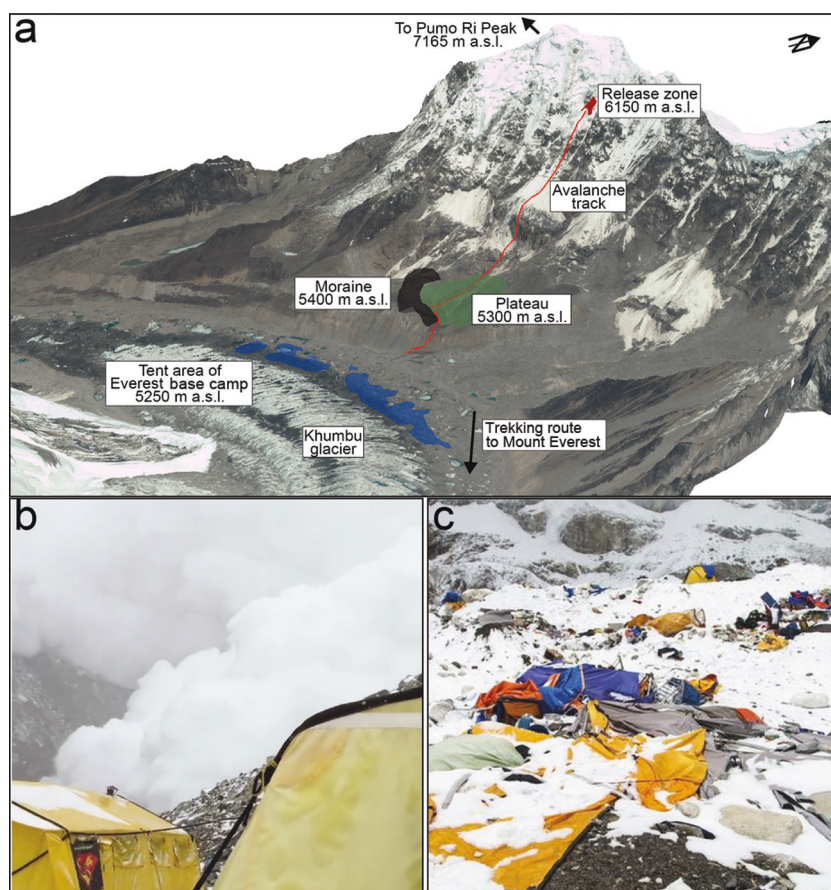 a
To Pumo Ri Peak
7165 m a.s.l.
N
Release zone
6150 m a.s.l.
Avalanche
track
Moraine
5400 m a.s.l.
Plateau
5300 m a.s.l.
Tent area of
Everest base camp
5250 m a.s.l.
Khumbu
glacier
Trekking route
to Mount Everest
b
c